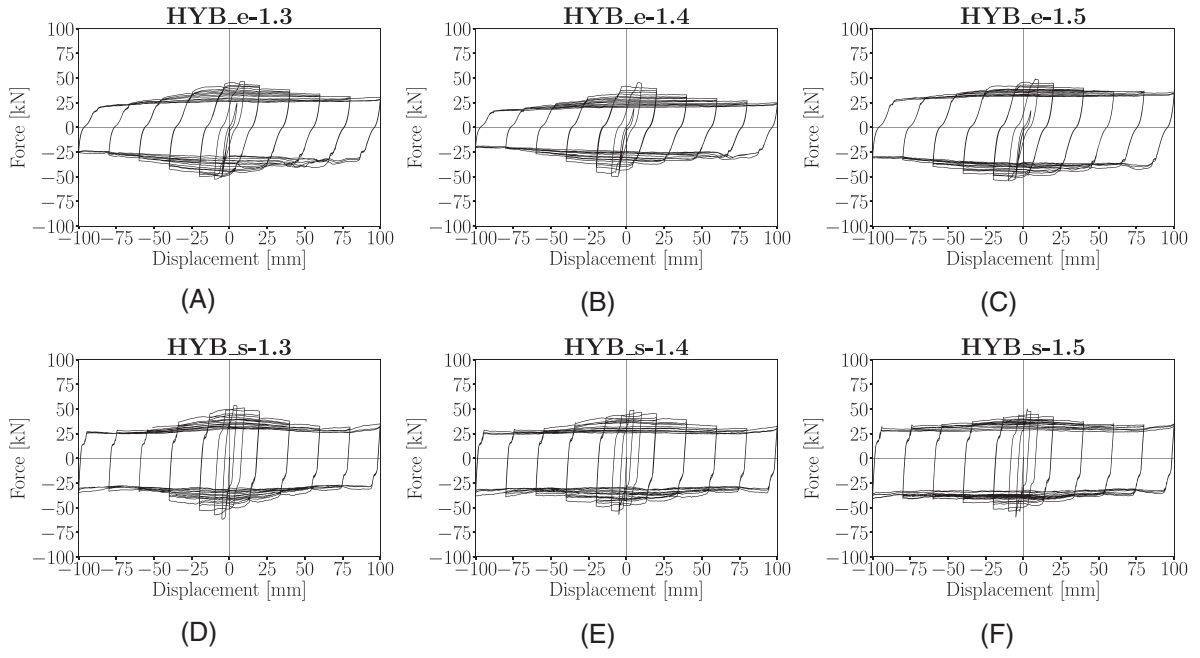 HYB_e-1.3 HYB_e-1.4 HYB_e-1.5
100 100 100
75 75 75
50 50 50
25 25 25
0 0 0
−25 −25 −25
−50 −50 −50
−75 −75 −75
−100 −100 −100
Force [kN] Force [kN] Force [kN]
−100 −75 −50 −25 0 25 50 75 100 −100 −75 −50 −25 0 25 50 75 100 −100 −75 −50 −25 0 25 50 75 100
Displacement [mm] Displacement [mm] Displacement [mm]
(A) (B) (C)
HYB_s-1.3 HYB_s-1.4 HYB_s-1.5
100 100 100
75 75 75
50 50 50
25 25 25
0 0 0
−25 −25 −25
−50 −50 −50
−75 −75 −75
−100 −100 −100
Force [kN] Force [kN] Force [kN]
−100 −75 −50 −25 0 25 50 75 100 −100 −75 −50 −25 0 25 50 75 100 −100 −75 −50 −25 0 25 50 75 100
Displacement [mm] Displacement [mm] Displacement [mm]
(D) (E) (F)